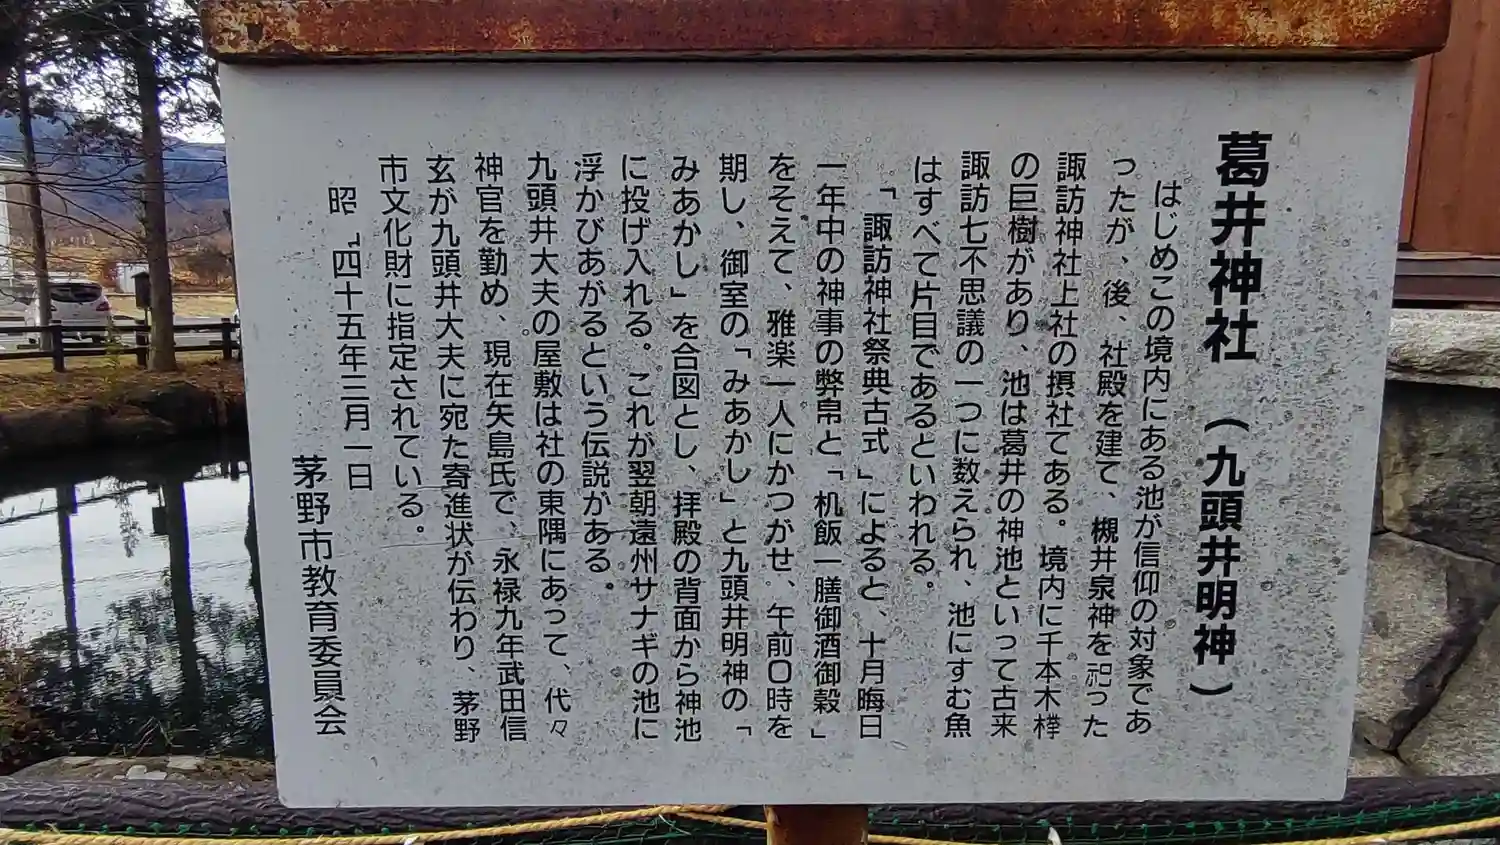 葛井神社 (九頭井明神)
はじめこの境内にある池が信仰の対象であ
ったが、後、社殿を建て、槻井泉神を祀った
諏訪神社上社の摂社てある。境内に千本木樺
の巨樹があり、池は葛井の神池といって古来
諏訪七不思議の一つに数えられ、池にすむ魚
はすべて片目であるといわれる。
「諏訪神社祭典古式」によると、十月晦日
一年中の神事の弊帛と「机飯一膳御酒御穀」
をそえて、雅楽一人にかつがせ、午前〇時を
期し、御室の「みあかし」と九頭井明神の「
みあかし」を合図とし、拝殿の背面から神池
に投げ入れる。これが翌朝遠州サナギの池に
浮かびあがるという伝説がある。
九頭井大夫の屋敷は社の東隅にあって、代々
神官を勤め、現在矢島氏で、永禄九年武田信
玄が九頭井大夫に宛た寄進状が伝わり、茅野
市文化財に指定されている。
昭 四十五年三月一日
茅野市教育委員会